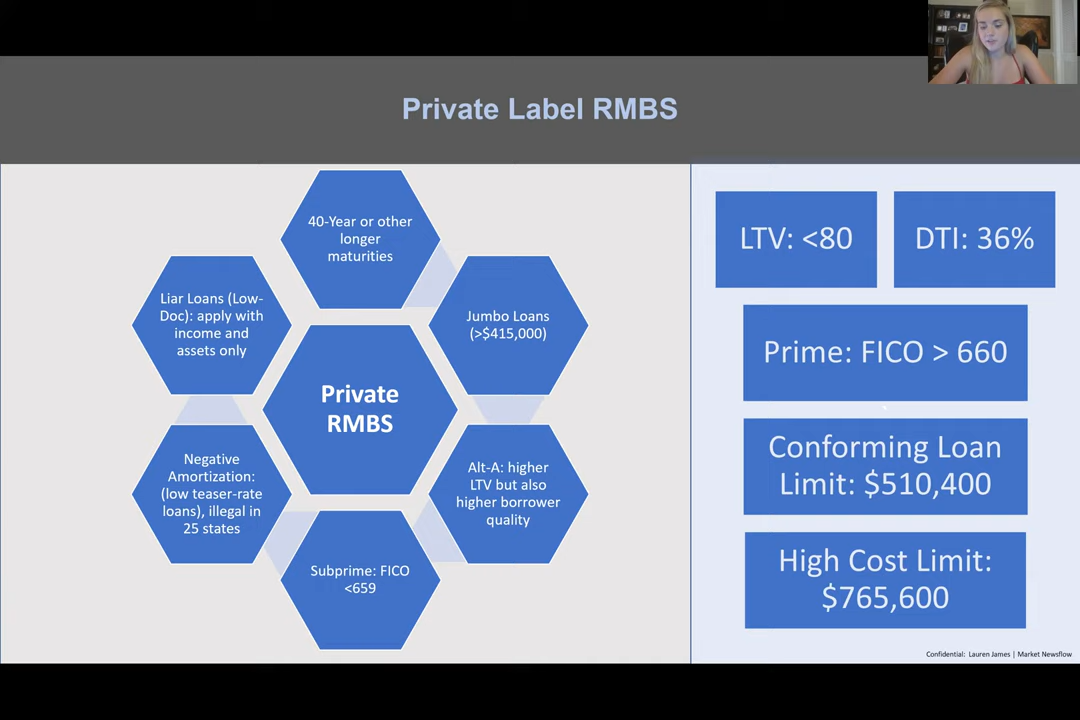 Private Label RMBS
40-Year or other
longer
maturities
Jumbo Loans
(>$415,000)
Alt-A: higher
LTV but also
higher borrower
quality
Subprime: FICO
<659
Negative
Amortization:
(low teaser-rate
loans), illegal in
25 states
Liar Loans (Low-
Doc): apply with
income and
assets only
Private
RMBS
LTV: <80
DTI: 36%
Prime: FICO > 660
Conforming Loan
Limit: $510,400
High Cost Limit:
$765,600
Confidential: Lauren James | Market Newsflow